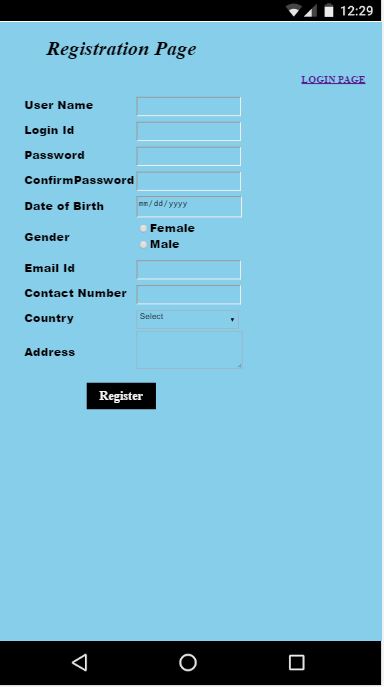 12:29
Registration Page
LOGIN PAGE
User Name
Login Id
Password
ConfirmPassword
Date of Birth mm/dd/yyyy
Gender
Female
Male
Email Id
Contact Number
Country Select
Address
Register